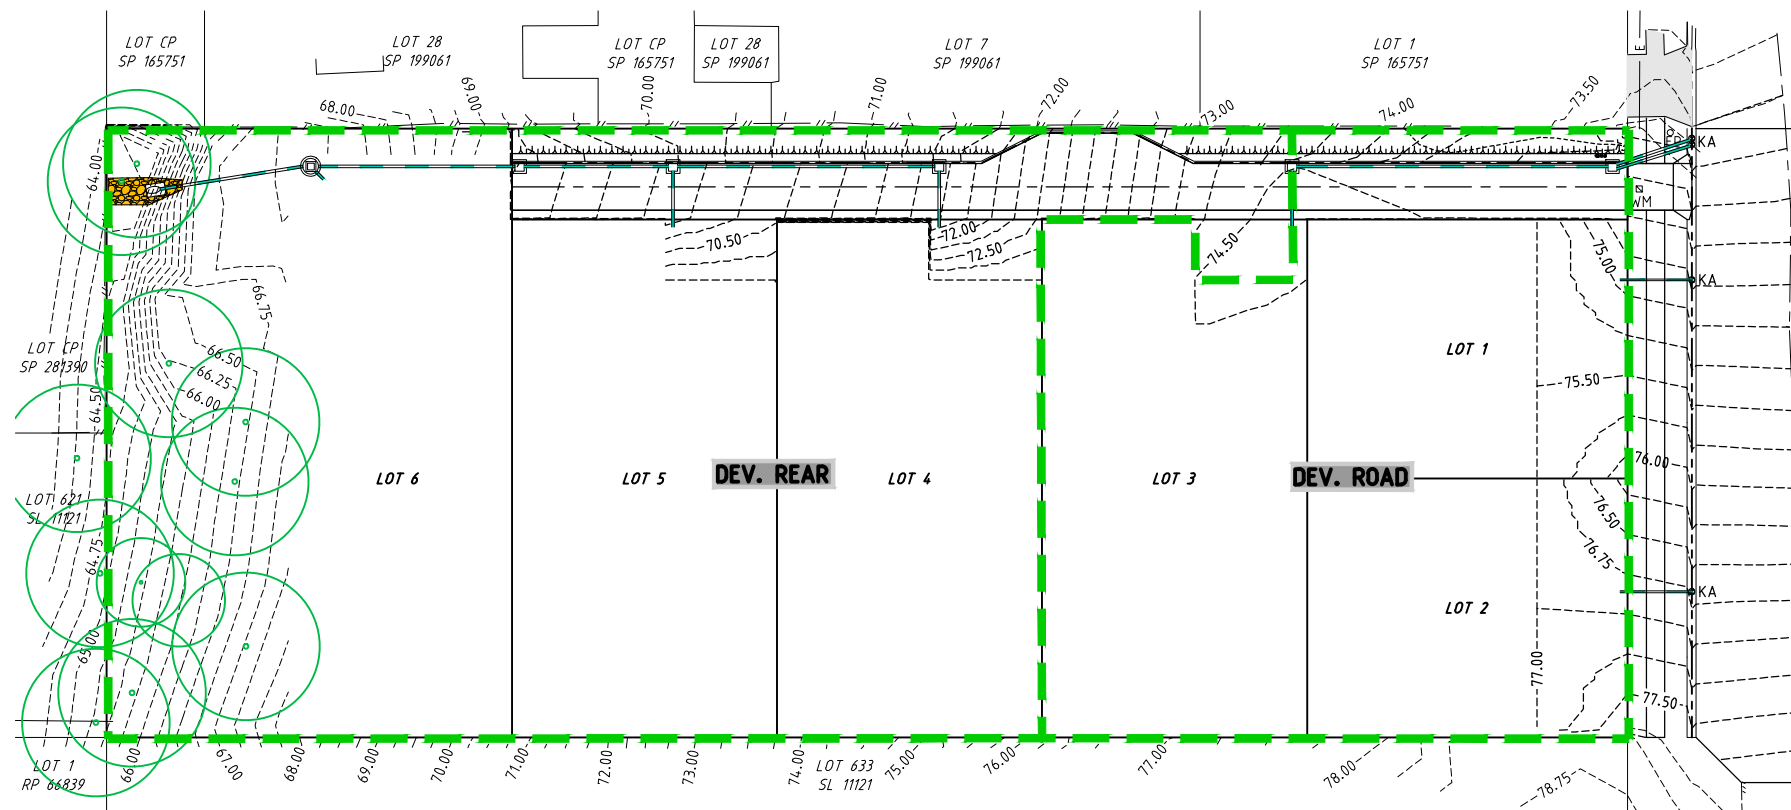 LOT CP
SP 165751
LOT 28
SP 199061
LOT CP
SP 165751
LOT 28
SP 199061
LOT 7
SP 199061
LOT 1
SP 165751
E
68.00
69.00
70.00
71.00
72.00
73.00
74.00
73.50
KA
64.00
WM
70.50
72.00
72.50
74.50
75.00
KA
66.75
LOT CP
SP 281390
66.50
66.25
66.00
64.50
LOT 1
75.50
76.00
LOT 6
LOT 5
DEV. REAR
LOT 4
LOT 3
DEV. ROAD
LOT 621
SL 11121
76.50
76.75
64.75
KA
LOT 2
65.00
77.00
77.50
LOT 1
RP 66839
66.00
67.00
68.00
69.00
70.00
71.00
72.00
73.00
74.00
LOT 633
SL 11121
75.00
76.00
77.00
78.00
78.75